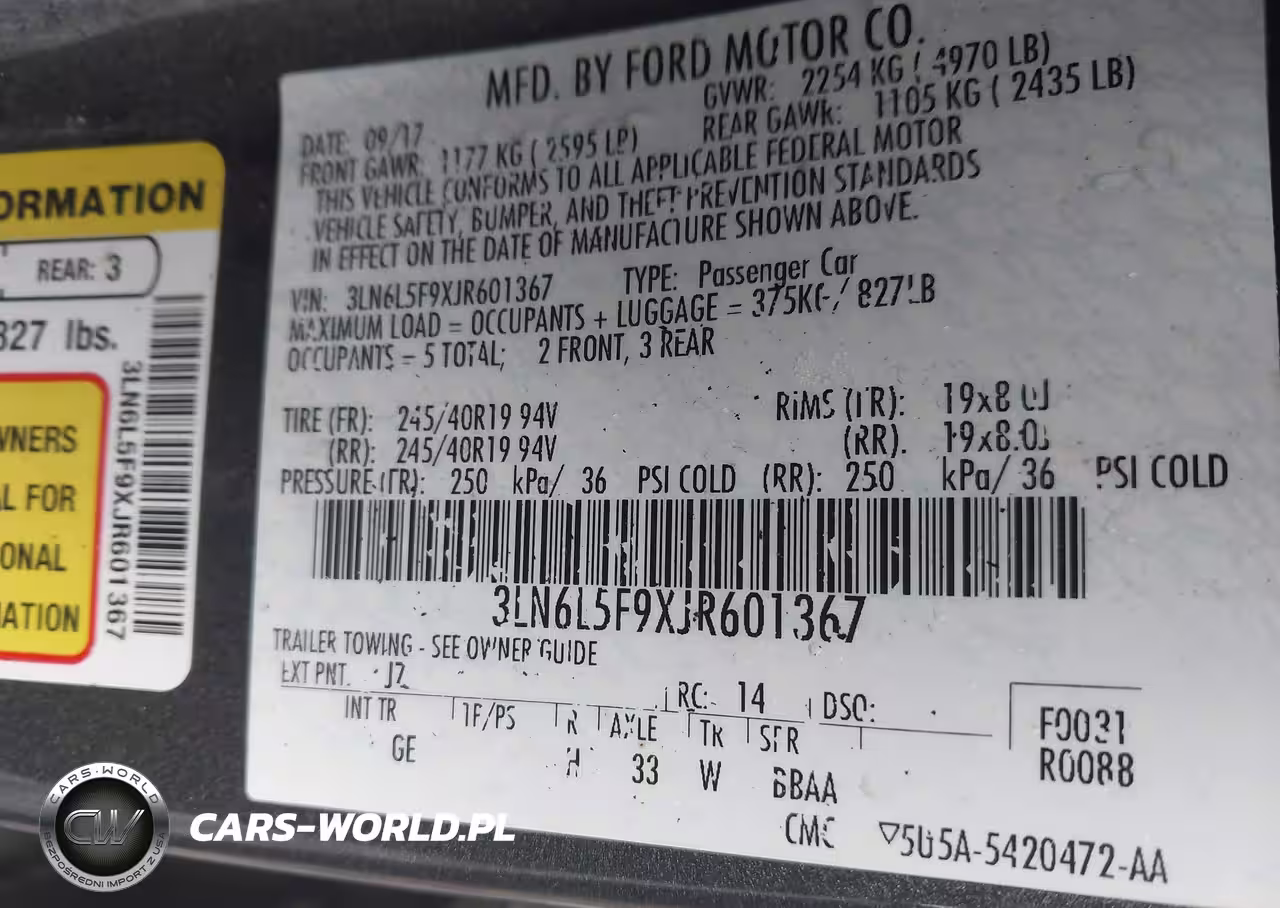 MFD. BY FORD MOTOR CO.
DATE: 09/17
GVWR: 2254 KG ( 4970 LB)
FRONT GAWR: 1177 KG ( 2595 LB)
REAR GAWR: 1105 KG ( 2435 LB)
THIS VEHICLE CONFORMS TO ALL APPLICABLE FEDERAL MOTOR
VEHICLE SAFETY, BUMPER, AND THEFT PREVENTION STANDARDS
IN EFFECT ON THE DATE OF MANUFACTURE SHOWN ABOVE.
VIN: 3LN6L5F9XJR601367 TYPE: Passenger Car
MAXIMUM LOAD = OCCUPANTS + LUGGAGE = 375KG / 827LB
OCCUPANTS = 5 TOTAL; 2 FRONT, 3 REAR
TIRE (FR): 245/40R19 94V RIMS (FR): 19x8.0J
(RR): 245/40R19 94V (RR). 19x8.0J
PRESSURE (FR): 250 kPa/ 36 PSI COLD (RR): 250 kPa/ 36 PSI COLD
3LN6L5F9XJR601367
TRAILER TOWING - SEE OWNER GUIDE
EXT PNT: J7 RC: 14 DSO:
INT TR TP/PS R AXLE TR SPR
GE H 33 W BBAA
F0031
R0088
CMC ▽5U5A-5420472-AA
ORMATION
REAR: 3
827 lbs.
3LN6L5F9XJR601367
WNERS
L FOR
ONAL
MATION
CARS-WORLD
CW
BEZPOŚREDNI IMPORT Z USA
CARS-WORLD.PL